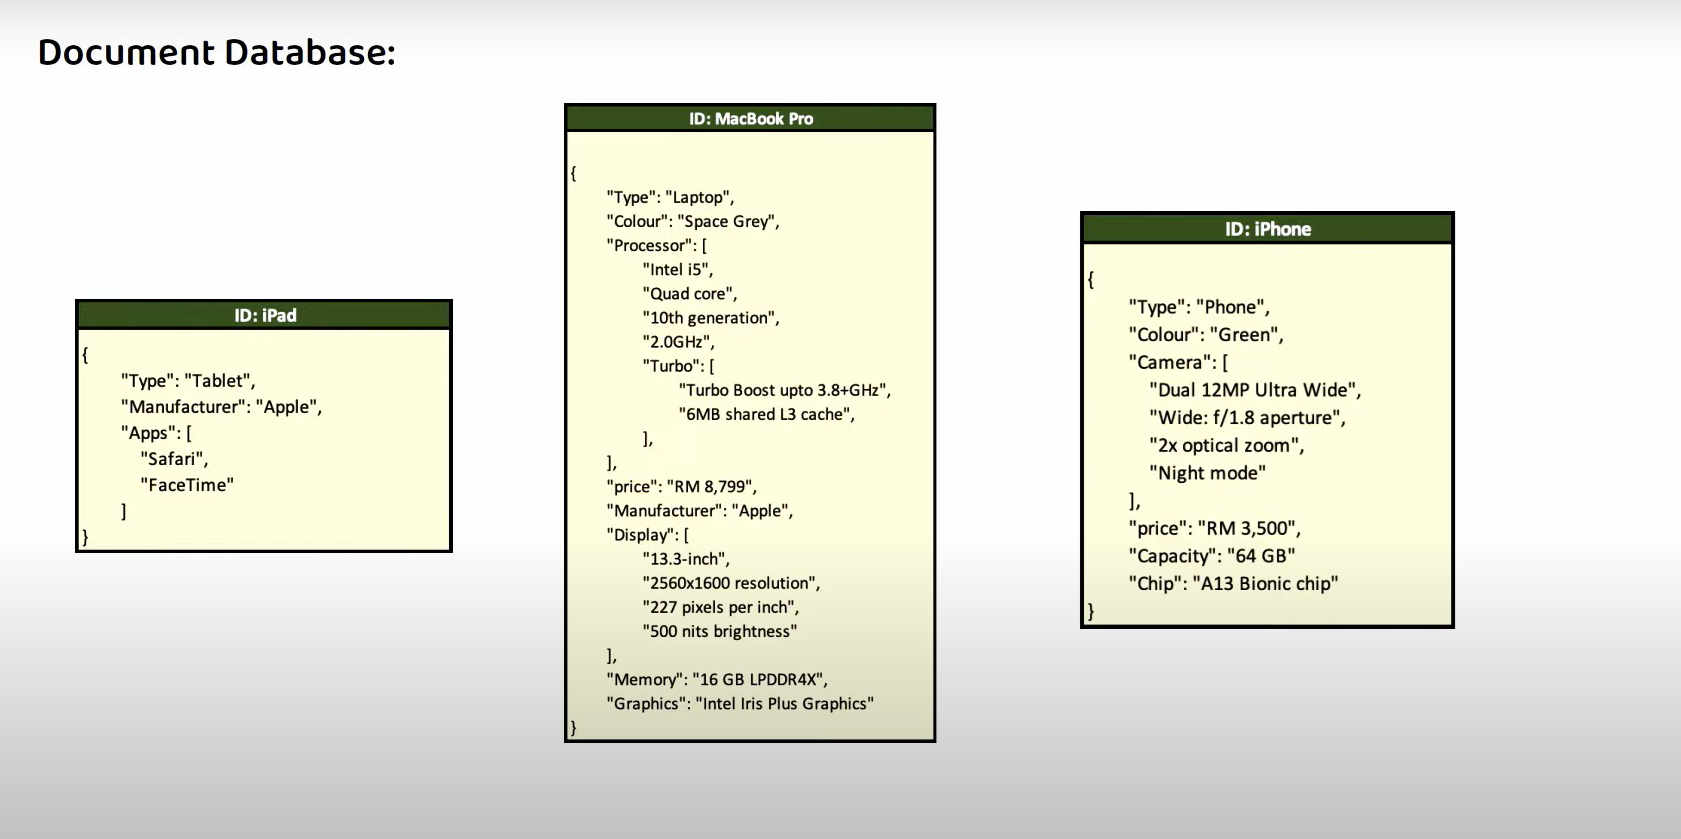 Document Database:
ID: iPad
{
"Type": "Tablet",
"Manufacturer": "Apple",
"Apps": [
"Safari",
"FaceTime"
]
}
ID: MacBook Pro
{
"Type": "Laptop",
"Colour": "Space Grey",
"Processor": [
"Intel i5",
"Quad core",
"10th generation",
"2.0GHz",
"Turbo": [
"Turbo Boost upto 3.8+GHz",
"6MB shared L3 cache",
],
],
"price": "RM 8,799",
"Manufacturer": "Apple",
"Display": [
"13.3-inch",
"2560x1600 resolution",
"227 pixels per inch",
"500 nits brightness"
],
"Memory": "16 GB LPDDR4X",
"Graphics": "Intel Iris Plus Graphics"
}
ID: iPhone
{
"Type": "Phone",
"Colour": "Green",
"Camera": [
"Dual 12MP Ultra Wide",
"Wide: f/1.8 aperture",
"2x optical zoom",
"Night mode"
],
"price": "RM 3,500",
"Capacity": "64 GB"
"Chip": "A13 Bionic chip"
}